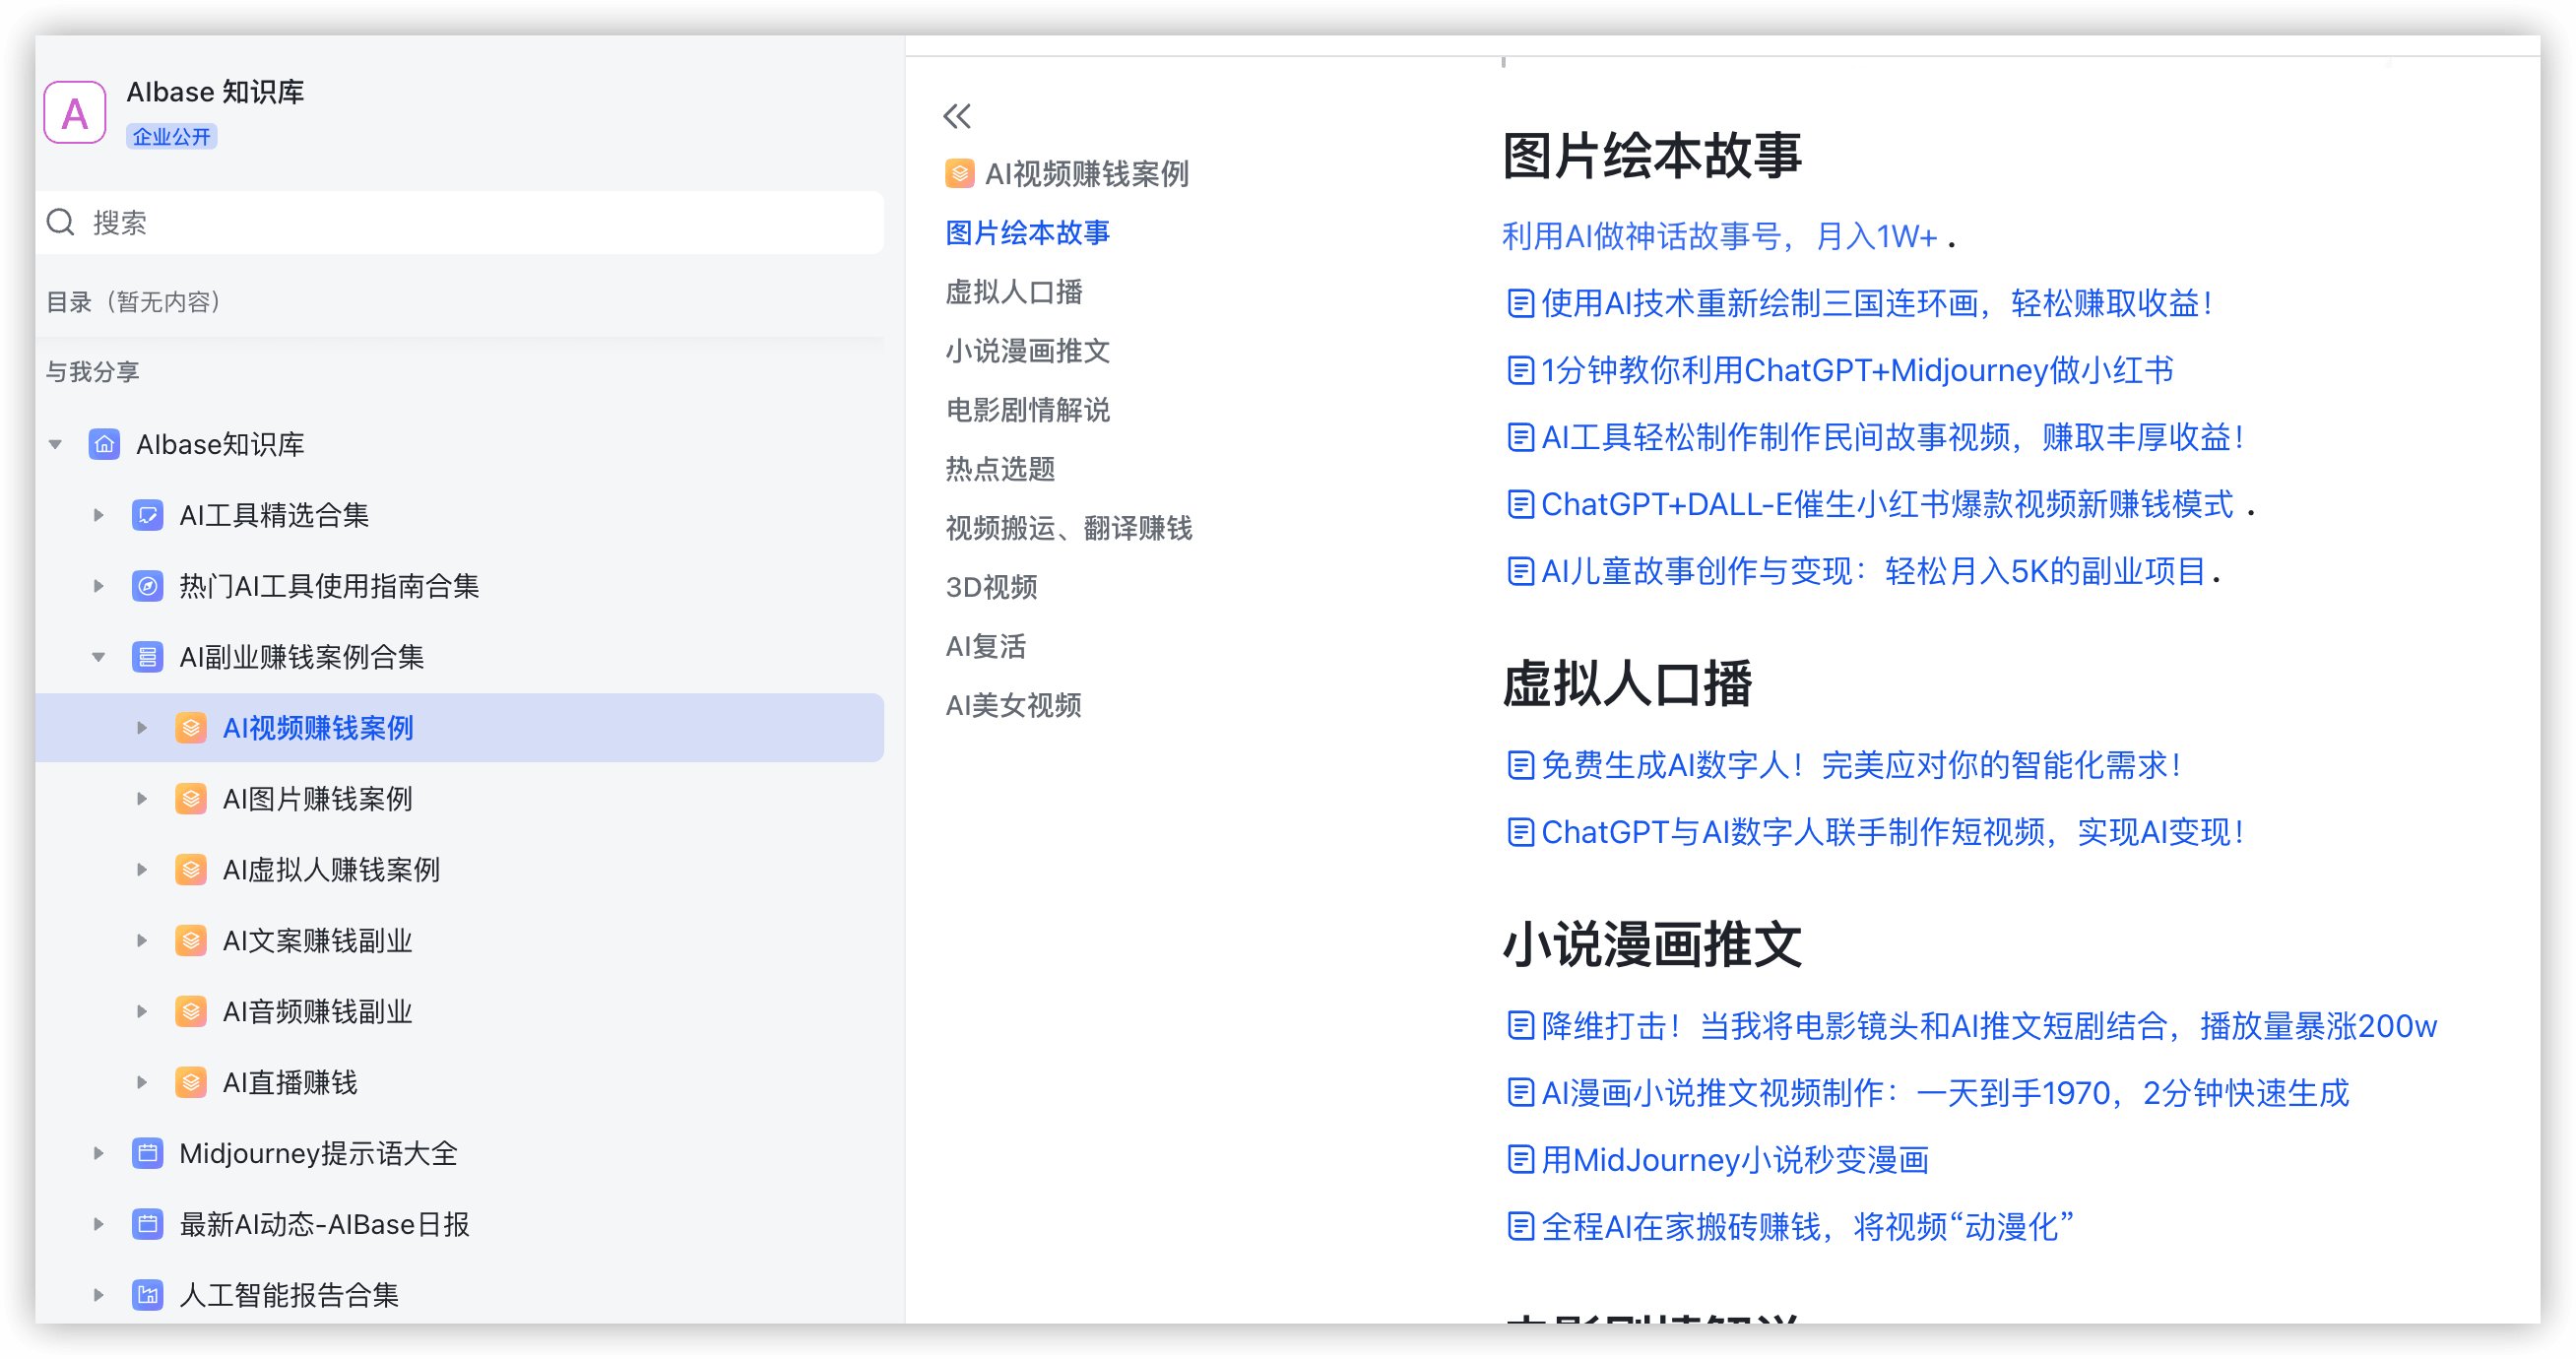 A
AIbase 知识库
企业公开
搜索
目录（暂无内容）
与我分享
AIbase知识库
AI工具精选合集
热门AI工具使用指南合集
AI副业赚钱案例合集
AI视频赚钱案例
AI图片赚钱案例
AI虚拟人赚钱案例
AI文案赚钱副业
AI音频赚钱副业
AI直播赚钱
Midjourney提示语大全
最新AI动态-AIBase日报
人工智能报告合集
AI视频赚钱案例
图片绘本故事
虚拟人口播
小说漫画推文
电影剧情解说
热点选题
视频搬运、翻译赚钱
3D视频
AI复活
AI美女视频
图片绘本故事
利用AI做神话故事号，月入1W+ .
使用AI技术重新绘制三国连环画，轻松赚取收益！
1分钟教你利用ChatGPT+Midjourney做小红书
AI工具轻松制作制作民间故事视频，赚取丰厚收益！
ChatGPT+DALL-E催生小红书爆款视频新赚钱模式 .
AI儿童故事创作与变现：轻松月入5K的副业项目 .
虚拟人口播
免费生成AI数字人！完美应对你的智能化需求！
ChatGPT与AI数字人联手制作短视频，实现AI变现！
小说漫画推文
降维打击！当我将电影镜头和AI推文短剧结合，播放量暴涨200w
AI漫画小说推文视频制作：一天到手1970，2分钟快速生成
用MidJourney小说秒变漫画
全程AI在家搬砖赚钱，将视频“动漫化”
电影剧情解说